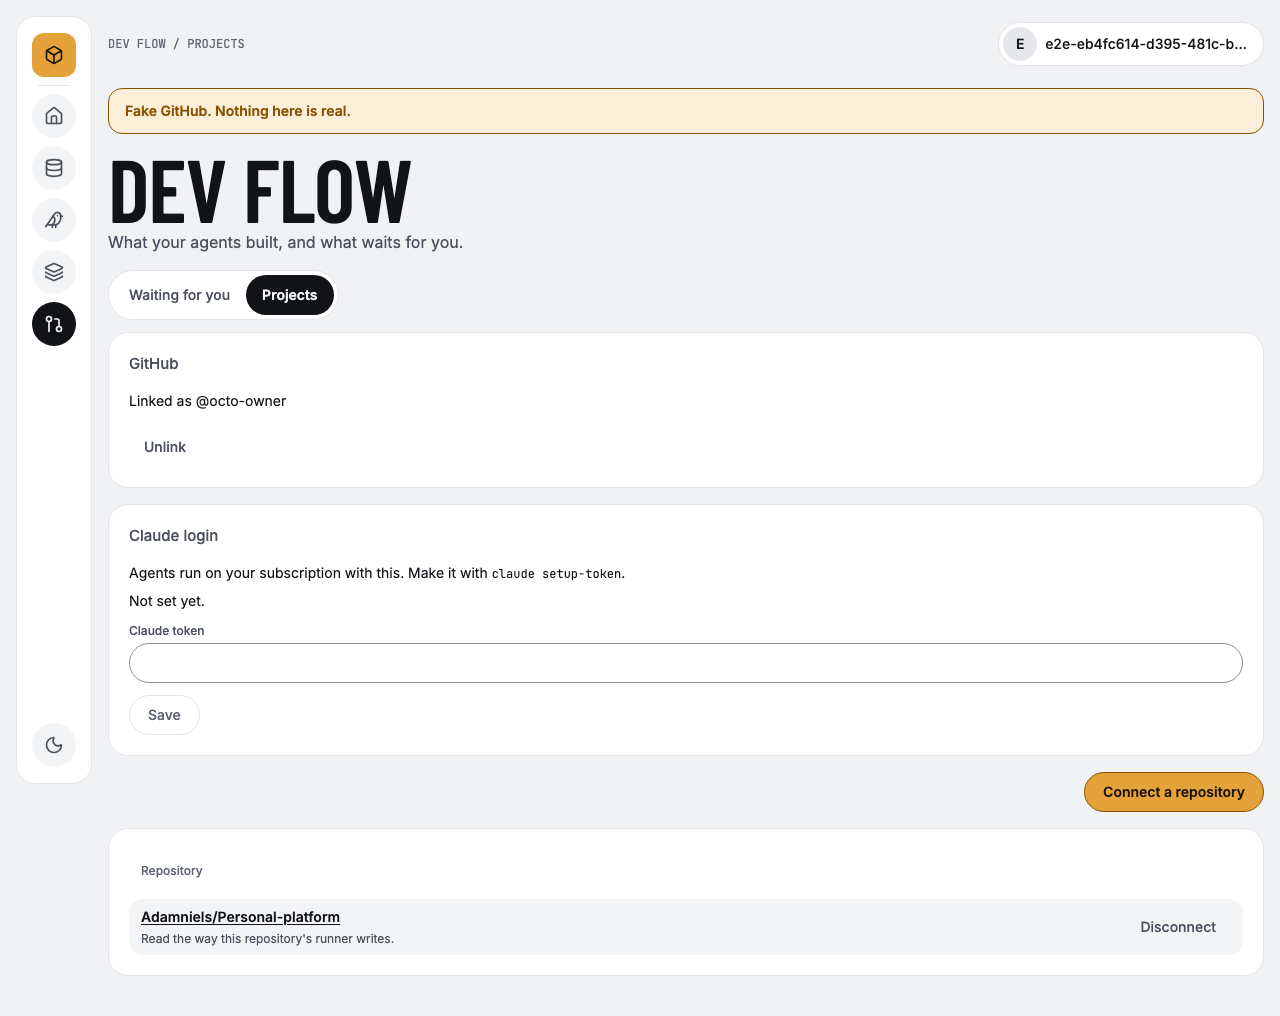 DEV FLOW / PROJECTS
E
e2e-eb4fc614-d395-481c-b...
Fake GitHub. Nothing here is real.
DEV FLOW
What your agents built, and what waits for you.
Waiting for you
Projects
GitHub
Linked as @octo-owner
Unlink
Claude login
Agents run on your subscription with this. Make it with claude setup-token.
Not set yet.
Claude token
Save
Connect a repository
Repository
Adamniels/Personal-platform
Read the way this repository's runner writes.
Disconnect